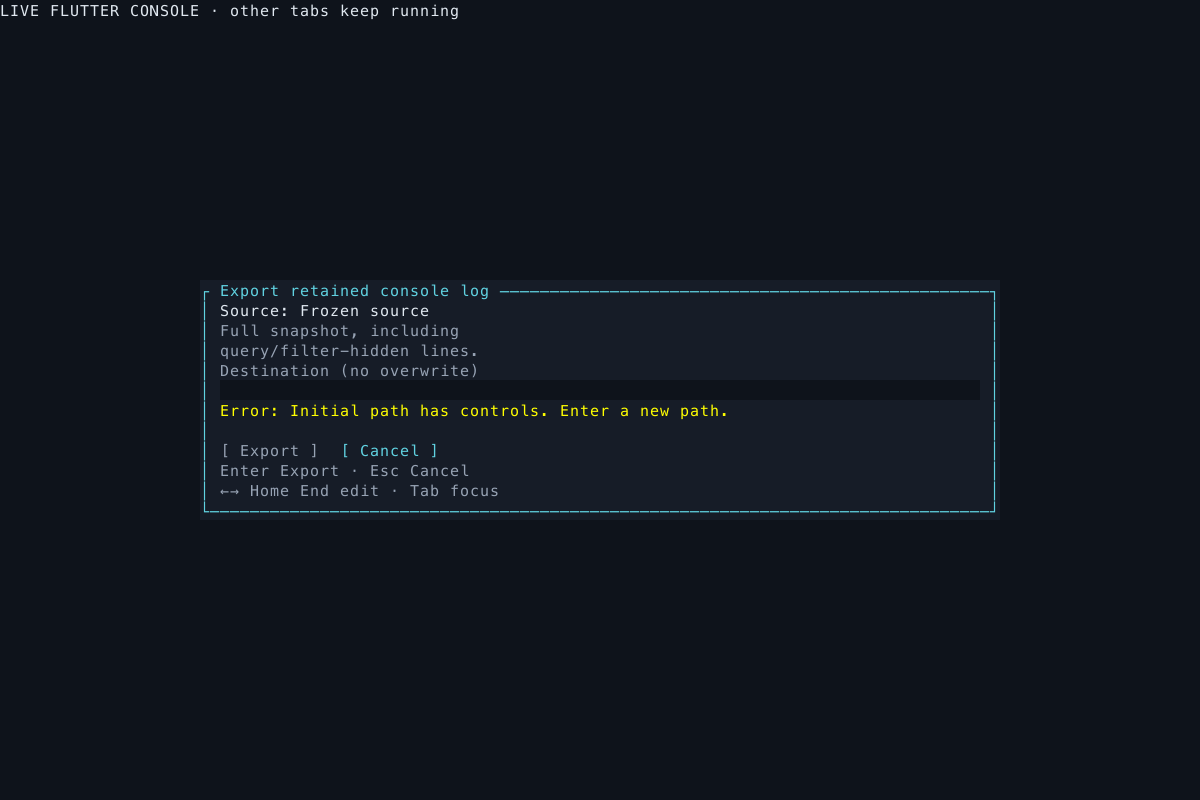 LIVE FLUTTER CONSOLE · other tabs keep running
Export retained console log
Source: Frozen source
Full snapshot, including
query/filter-hidden lines.
Destination (no overwrite)
Error: Initial path has controls. Enter a new path.
[ Export ]  [ Cancel ]
Enter Export · Esc Cancel
←→ Home End edit · Tab focus